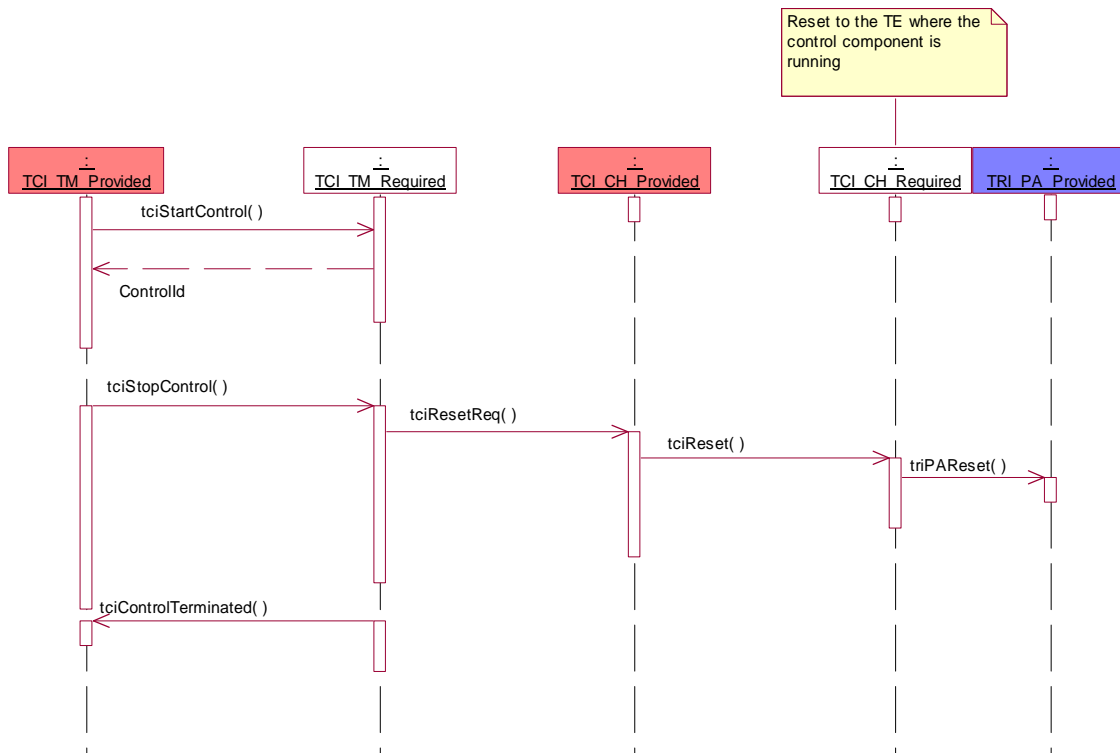 Reset to the TE where the
control component is
running
:
TCI_TM_Provided
:
TCI_TM_Required
:
TCI_CH_Provided
:
TCI_CH_Required
:
TRI_PA_Provided
tciStartControl( )
ControlId
tciStopControl( )
tciResetReq( )
tciReset( )
triPAReset( )
tciControlTerminated( )